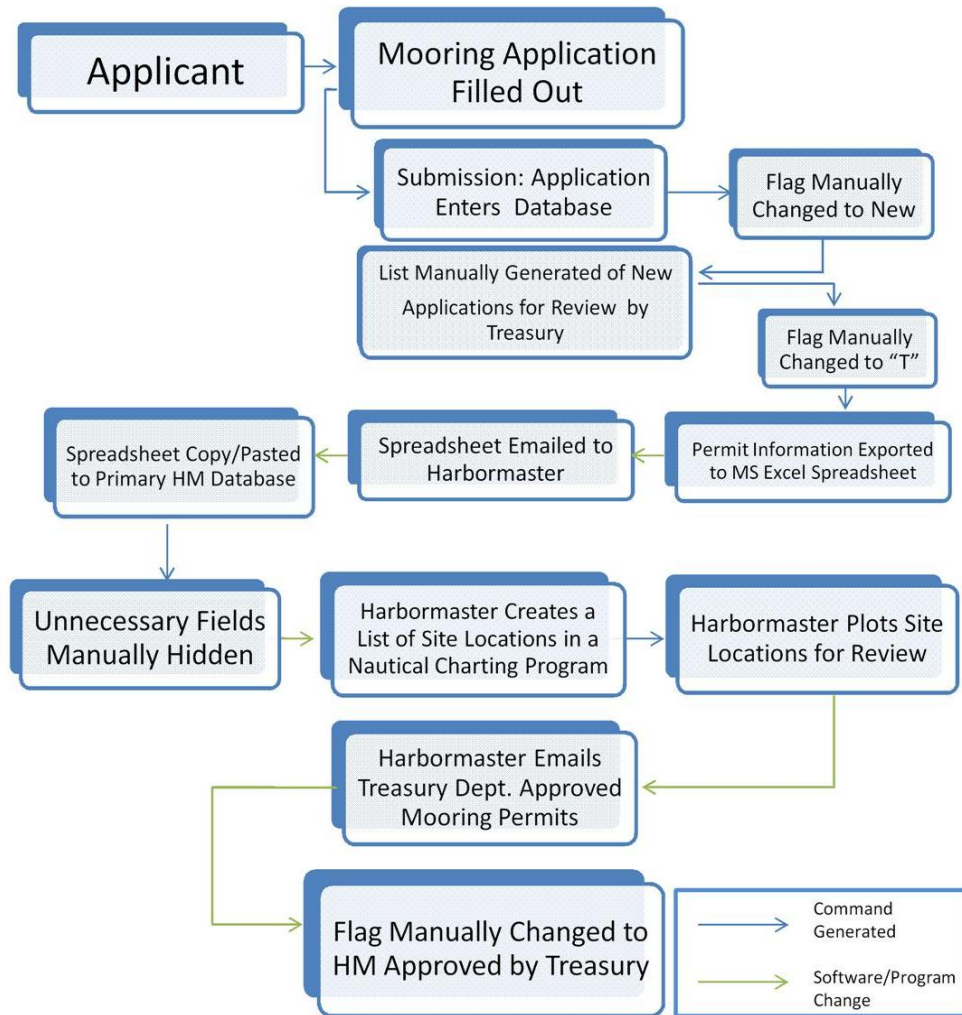 Applicant
Mooring Application
Filled Out
Submission: Application
Enters Database
Flag Manually
Changed to New
List Manually Generated of New
Applications for Review by
Treasury
Flag Manually
Changed to “T”
Permit Information Exported
to MS Excel Spreadsheet
Spreadsheet Emailed to
Harbormaster
Spreadsheet Copy/Pasted
to Primary HM Database
Unnecessary Fields
Manually Hidden
Harbormaster Creates a
List of Site Locations in a
Nautical Charting Program
Harbormaster Plots Site
Locations for Review
Harbormaster Emails
Treasury Dept. Approved
Mooring Permits
Flag Manually Changed to
HM Approved by Treasury
Command
Generated
Software/Program
Change